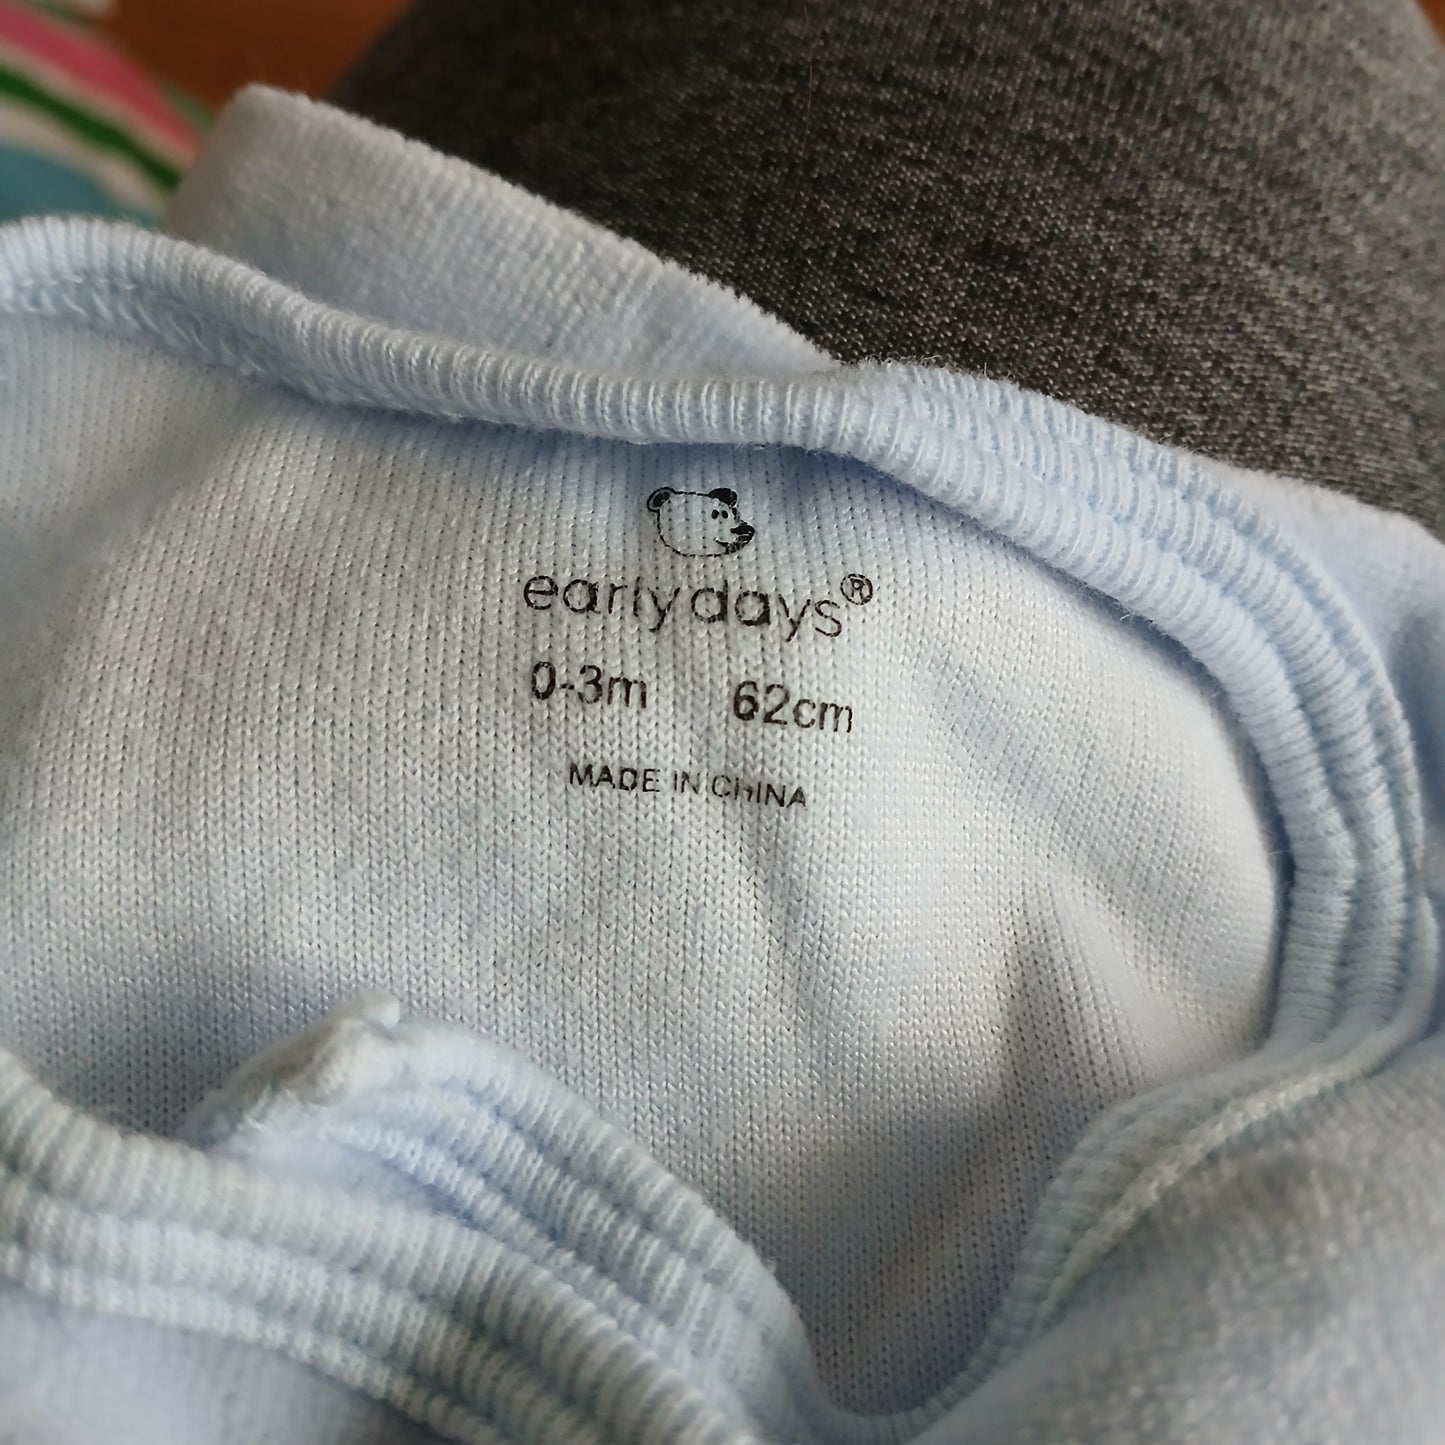 early days®
0-3m 62cm
MADE IN CHINA